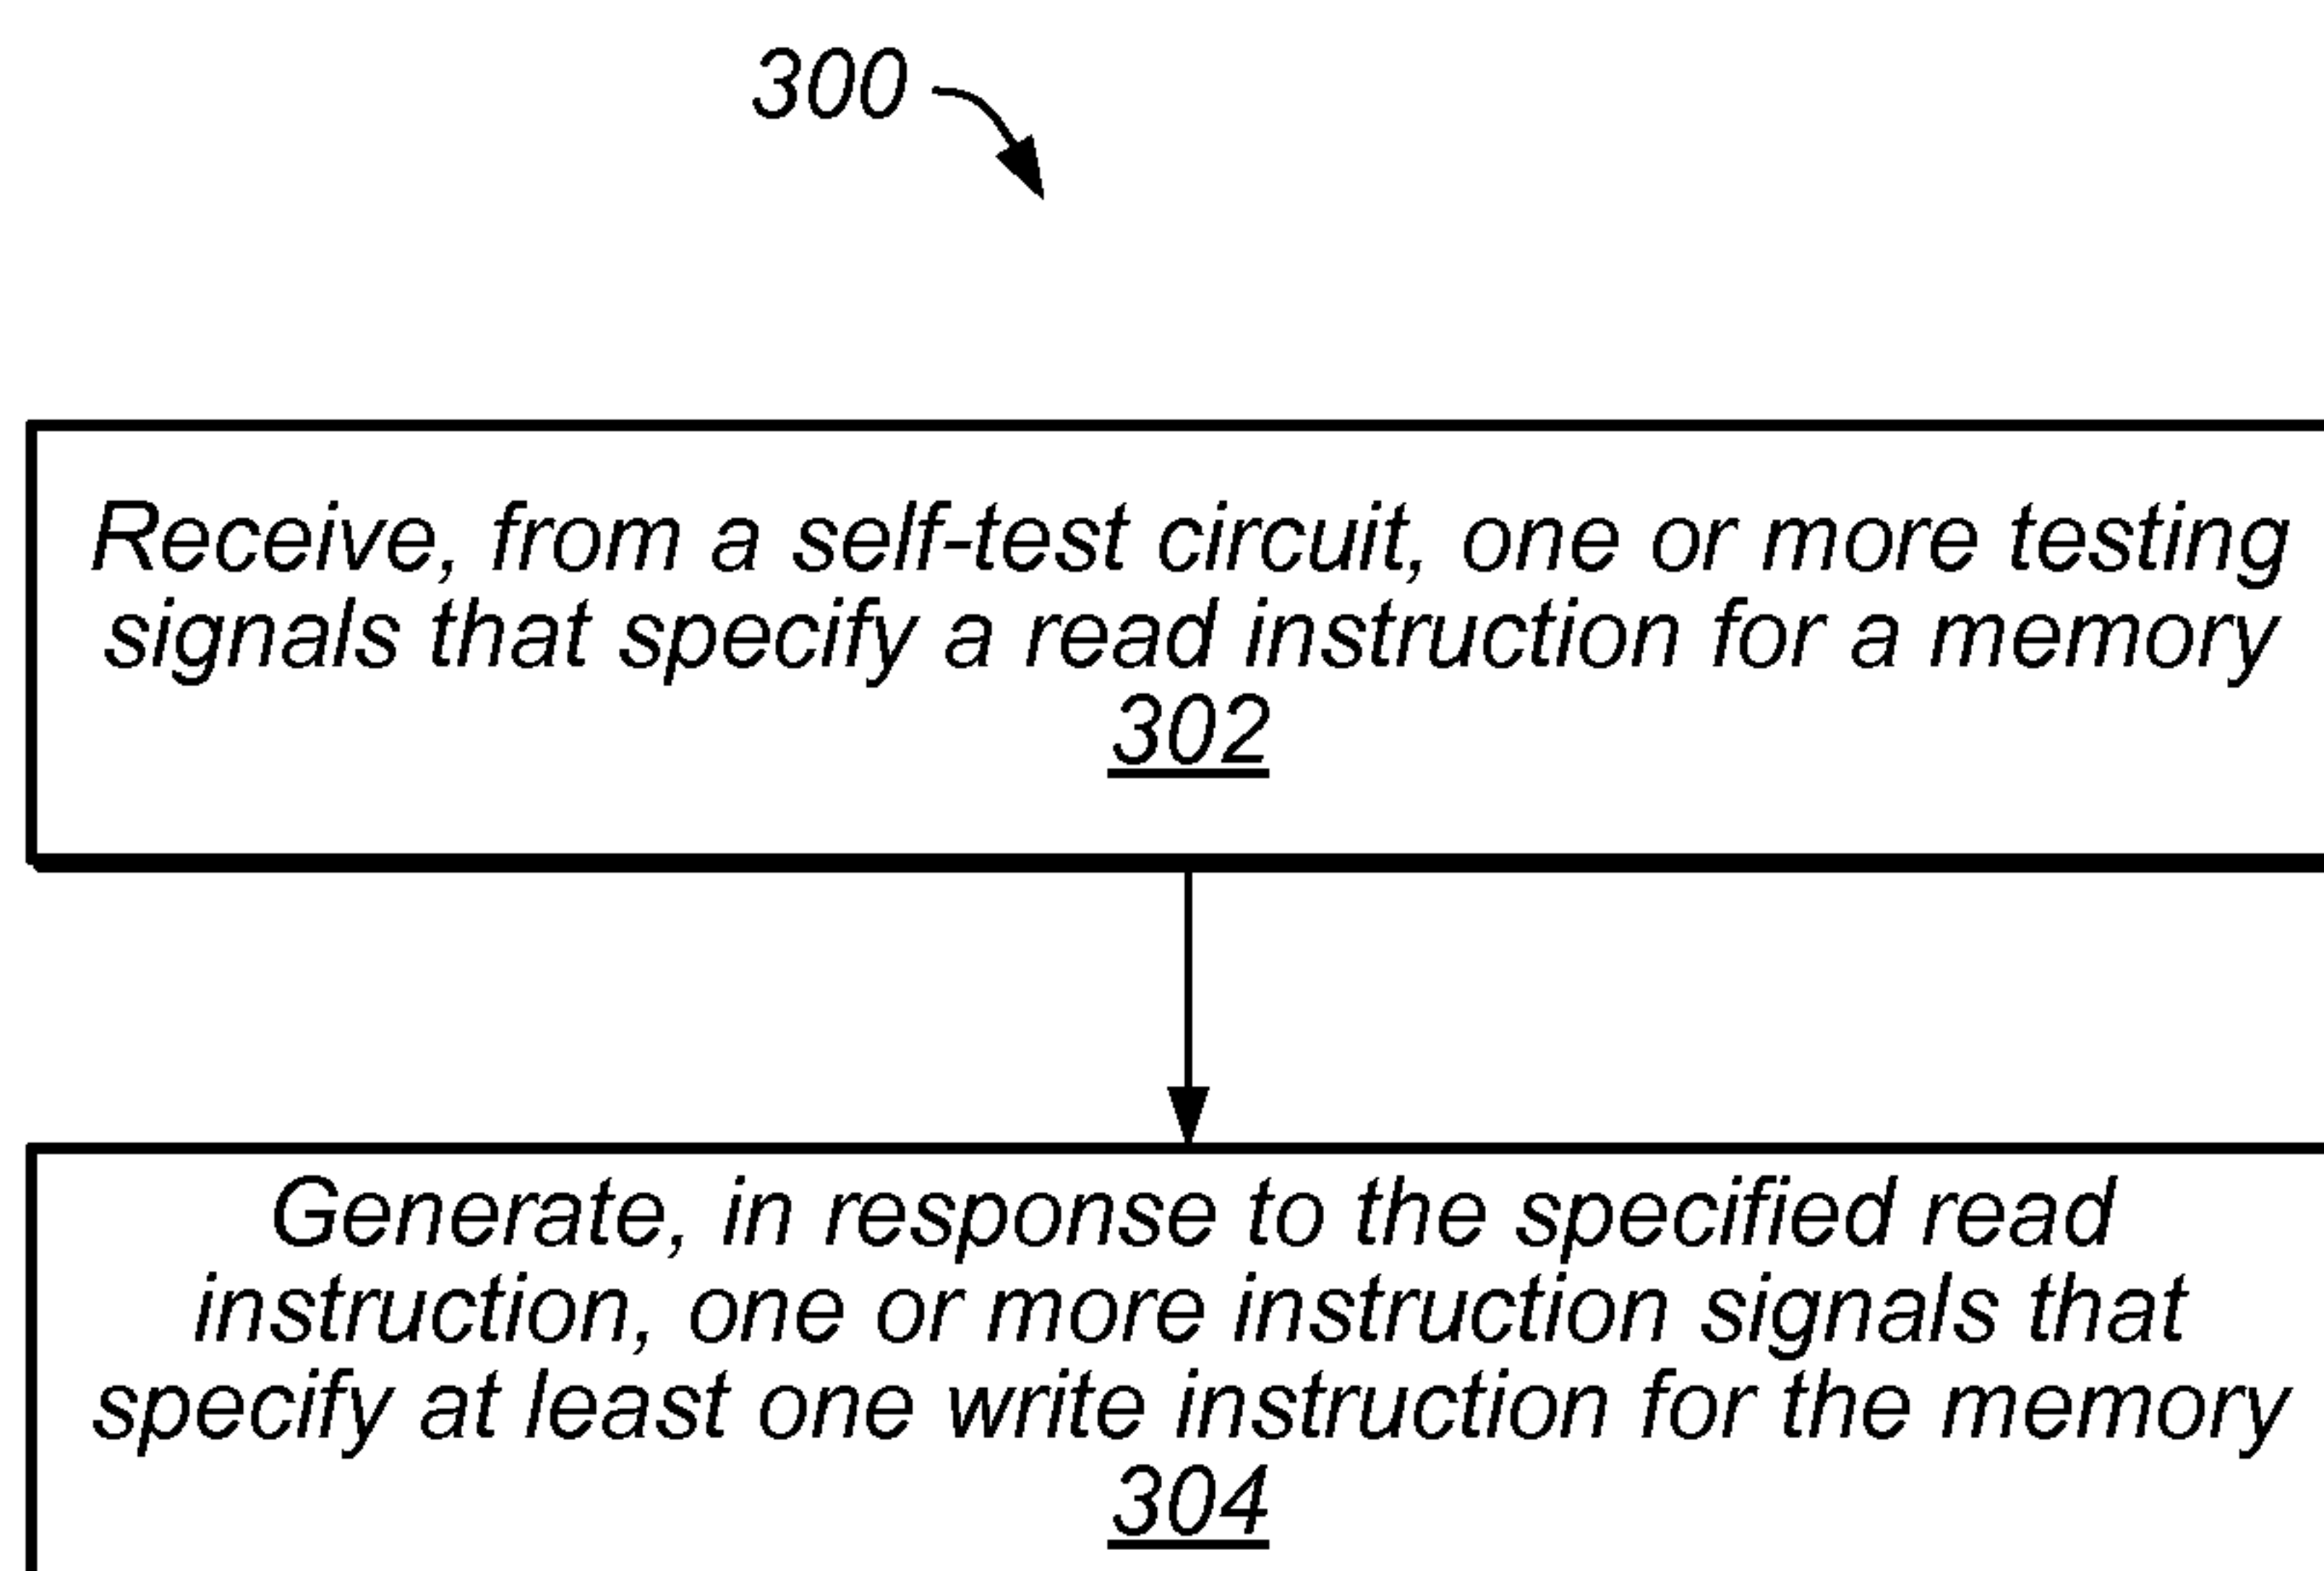 300
Receive, from a self-test circuit, one or more testing
signals that specify a read instruction for a memory
302
Generate, in response to the specified read
instruction, one or more instruction signals that
specify at least one write instruction for the memory
304